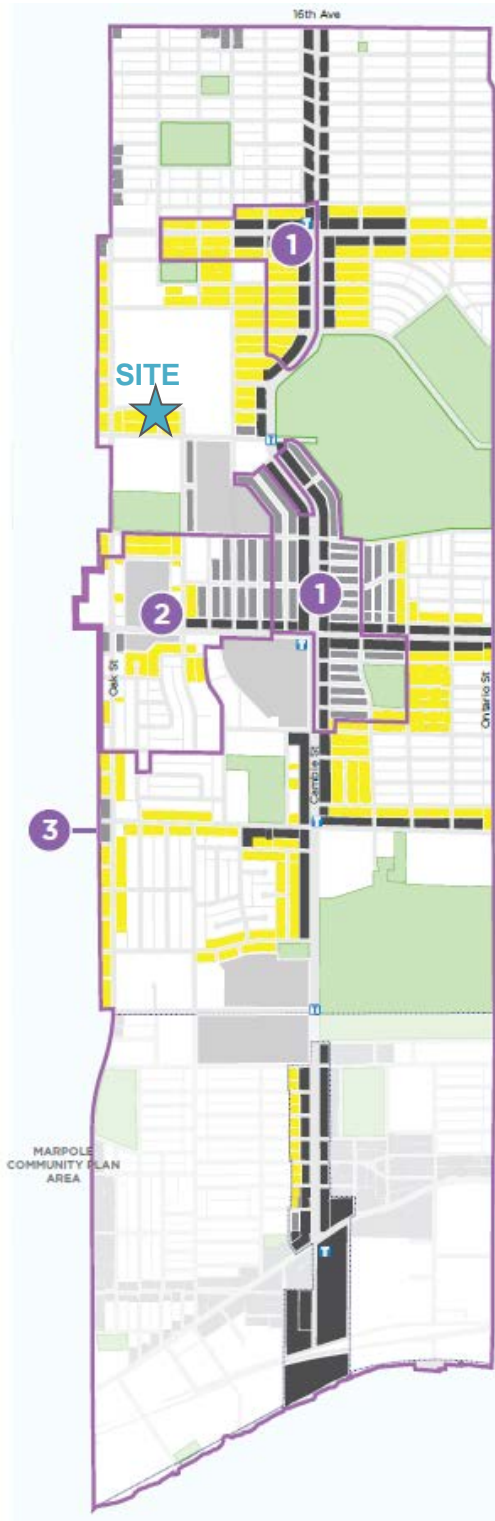 16th Ave
T
1
SITE
T
1
2
T
Oak St
Ontario St
Cambie St
3
T
T
MARPOLE
COMMUNITY PLAN
AREA
T